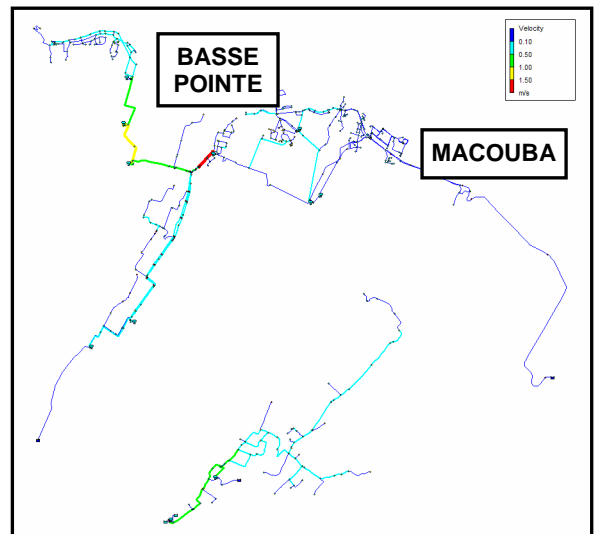 BASSE
POINTE
MACOUBA
Velocity
0.10
0.50
1.00
1.50
m/s